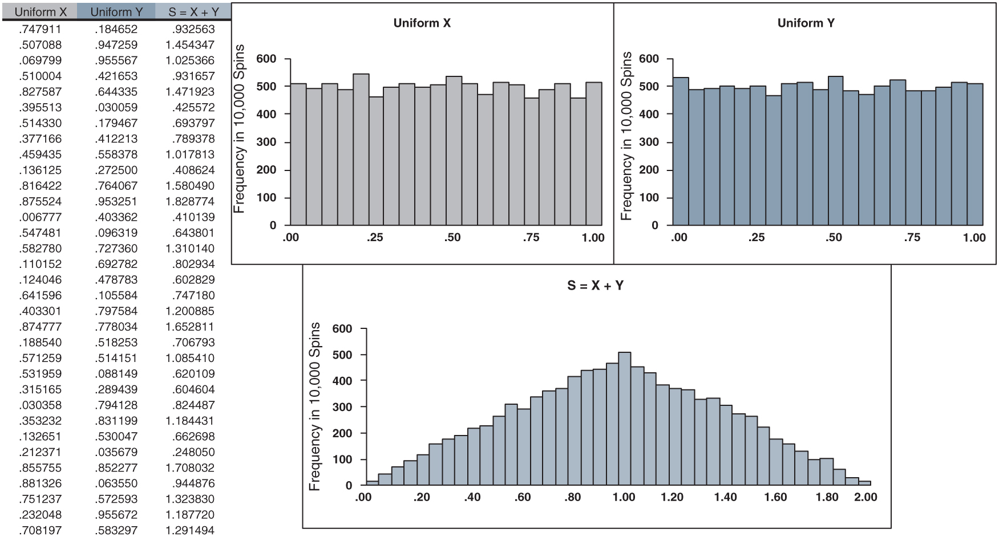 Uniform X Uniform Y S = X + Y
.747911 .184652 .932563
.507088 .947259 1.454347
.069799 .955567 1.025366
.510004 .421653 .931657
.827587 .644335 1.471923
.395513 .030059 .425572
.514330 .179467 .693797
.377166 .412213 .789378
.459435 .558378 1.017813
.136125 .272500 .408624
.816422 .764067 1.580490
.875524 .953251 1.828774
.006777 .403362 .410139
.547481 .096319 .643801
.582780 .727360 1.310140
.110152 .692782 .802934
.124046 .478783 .602829
.641596 .105584 .747180
.403301 .797584 1.200885
.874777 .778034 1.652811
.188540 .518253 .706793
.571259 .514151 1.085410
.531959 .088149 .620109
.315165 .289439 .604604
.030358 .794128 .824487
.353232 .831199 1.184431
.132651 .530047 .662698
.212371 .035679 .248050
.855755 .852277 1.708032
.881326 .063550 .944876
.751237 .572593 1.323830
.232048 .955672 1.187720
.708197 .583297 1.291494
Uniform X
Frequency in 10,000 Spins
600
500
400
300
200
100
0
.00 .25 .50 .75 1.00
Uniform Y
Frequency in 10,000 Spins
600
500
400
300
200
100
0
.00 .25 .50 .75 1.00
S = X + Y
Frequency in 10,000 Spins
600
500
400
300
200
100
0
.00 .20 .40 .60 .80 1.00 1.20 1.40 1.60 1.80 2.00